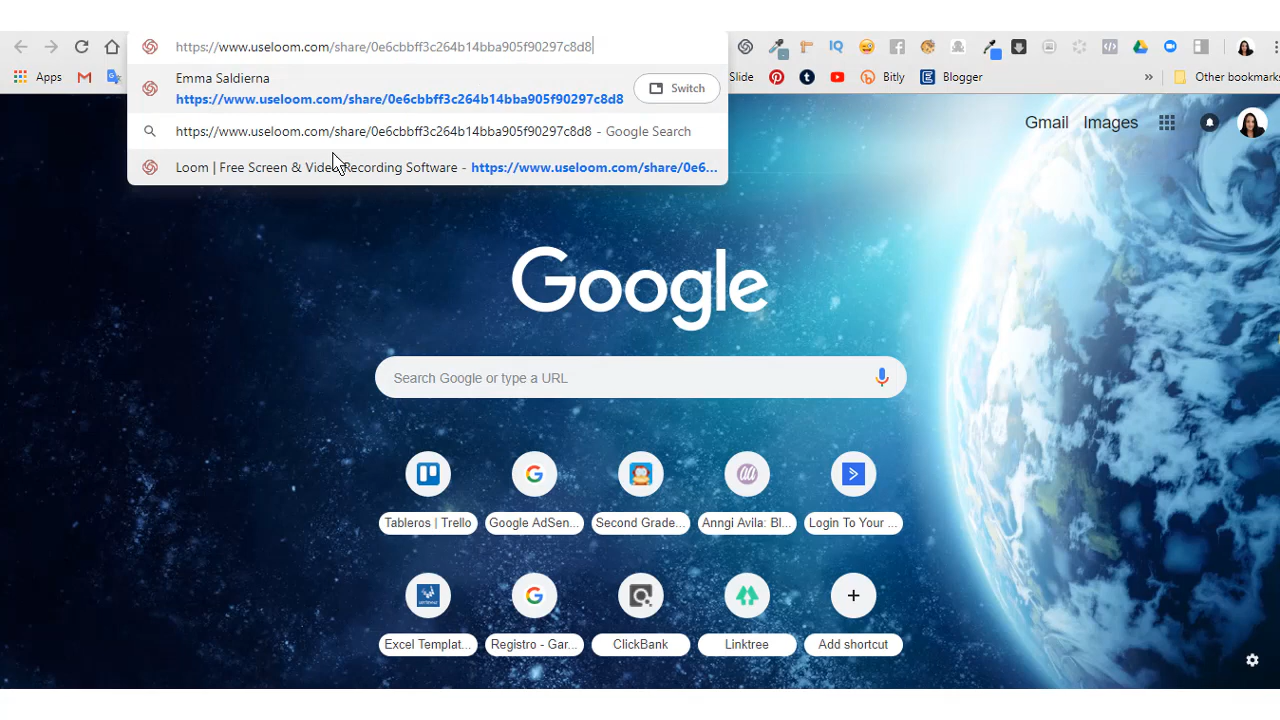 https://www.useloom.com/share/0e6cbbff3c264b14bba905f90297c8d8
Emma Saldierna
https://www.useloom.com/share/0e6cbbff3c264b14bba905f90297c8d8
Switch
https://www.useloom.com/share/0e6cbbff3c264b14bba905f90297c8d8 - Google Search
Loom | Free Screen & Video Recording Software - https://www.useloom.com/share/0e6...
IQ
Apps
Slide
Bitly
Blogger
»
Other bookmarks
Gmail Images
Google
Search Google or type a URL
Tableros | Trello
Google AdSen...
Second Grade...
Anngi Avila: Bl...
Login To Your ...
Excel Templat...
Registro - Gar...
ClickBank
Linktree
Add shortcut